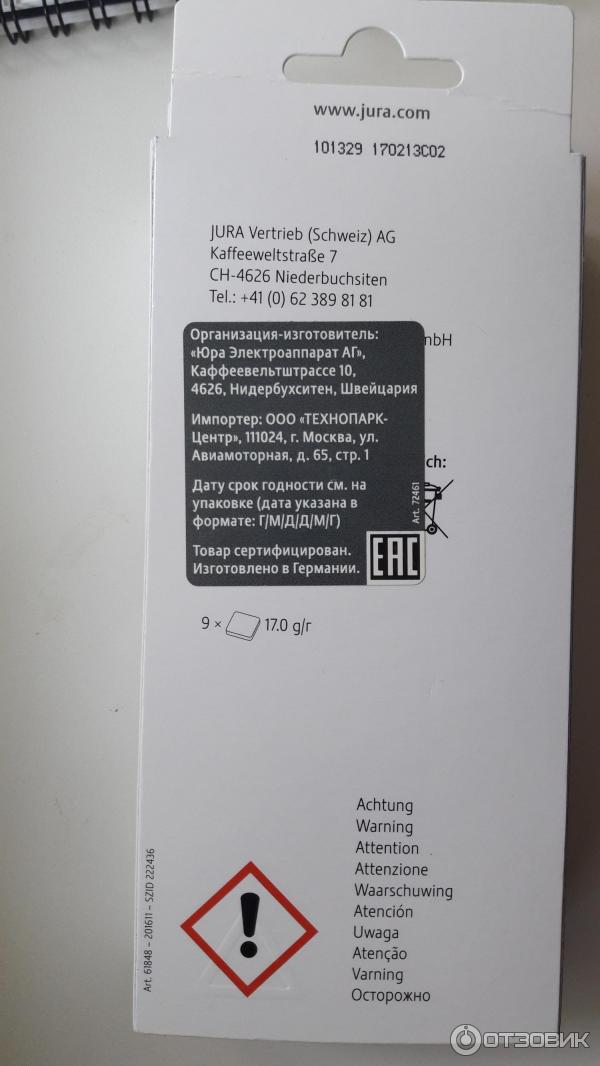 www.jura.com
101329 170213C02
JURA Vertrieb (Schweiz) AG
Kaffeeweltstraße 7
CH-4626 Niederbuchsiten
Tel.: +41 (0) 62 389 81 81
Организация-изготовитель:
«Юра Электроаппарат АГ»,
Каффеевельтштрассе 10,
4626, Нидербухситен, Швейцария
Импортер: ООО «ТЕХНОПАРК-
Центр», 111024, г. Москва, ул.
Авиамоторная, д. 65, стр. 1
Дату срок годности см. на
упаковке (дата указана в
формате: Г/М/Д/Д/М/Г)
Товар сертифицирован.
Изготовлено в Германии.
Art. 72461
EAC
9 × 17.0 g/г
Achtung
Warning
Attention
Attenzione
Waarschuwing
Atención
Uwaga
Atenção
Varning
Осторожно
Art. 61848 – 201611 – SZID 222436
ОТЗОВИК